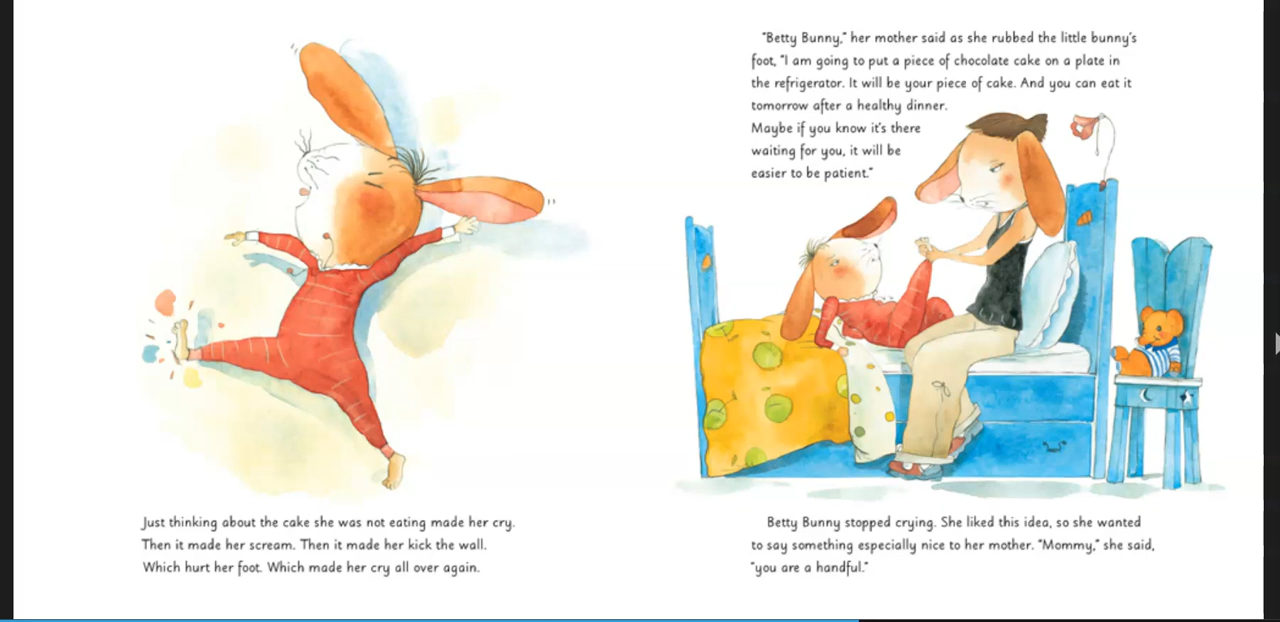 Just thinking about the cake she was not eating made her cry.
Then it made her scream. Then it made her kick the wall.
Which hurt her foot. Which made her cry all over again.
"Betty Bunny," her mother said as she rubbed the little bunny's
foot, "I am going to put a piece of chocolate cake on a plate in
the refrigerator. It will be your piece of cake. And you can eat it
tomorrow after a healthy dinner.
Maybe if you know it's there
waiting for you, it will be
easier to be patient."
Betty Bunny stopped crying. She liked this idea, so she wanted
to say something especially nice to her mother. "Mommy," she said,
"you are a handful."